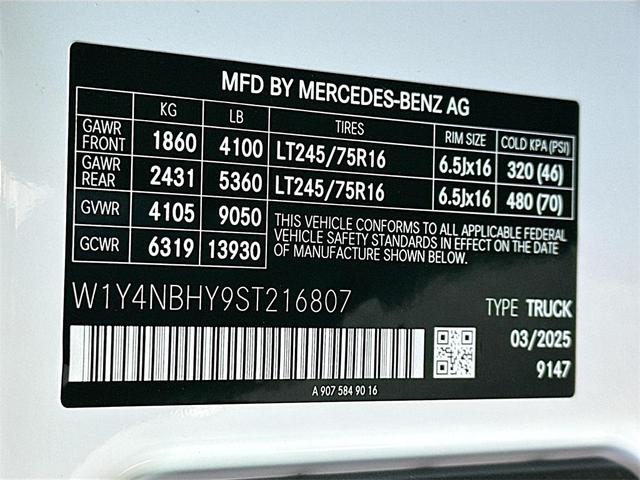 MFD BY MERCEDES-BENZ AG
KG LB TIRES RIM SIZE COLD KPA (PSI)
GAWR FRONT 1860 4100 LT245/75R16 6.5Jx16 320 (46)
GAWR REAR 2431 5360 LT245/75R16 6.5Jx16 480 (70)
GVWR 4105 9050
GCWR 6319 13930
THIS VEHICLE CONFORMS TO ALL APPLICABLE FEDERAL
VEHICLE SAFETY STANDARDS IN EFFECT ON THE DATE
OF MANUFACTURE SHOWN ABOVE.
W1Y4NBHY9ST216807
TYPE TRUCK
03/2025
9147
A 907 584 90 16